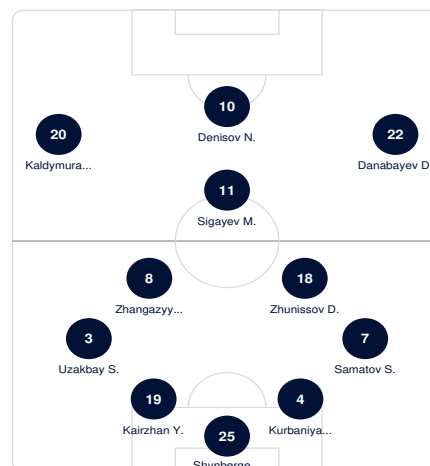 10
Denisov N.
20
Kaldymura...
22
Danabayev D
11
Sigayev M.
8
Zhangazyy...
18
Zhunissov D.
3
Uzakbay S.
7
Samatov S.
19
Kairzhan Y.
4
Kurbaniya...
25
Shynberge